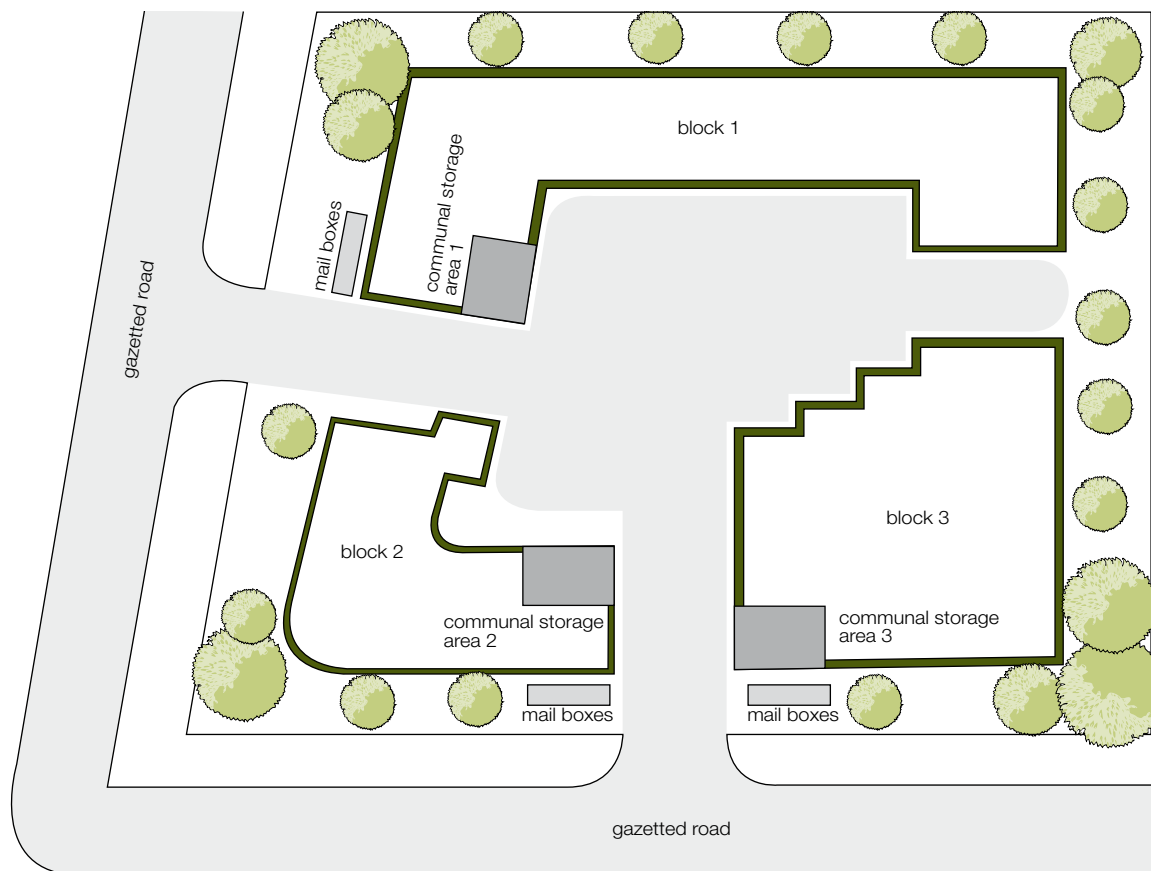 block 1
communal storage
area 1
mail boxes
gazetted road
block 3
block 2
communal storage
area 2
communal storage
area 3
mail boxes
mail boxes
gazetted road